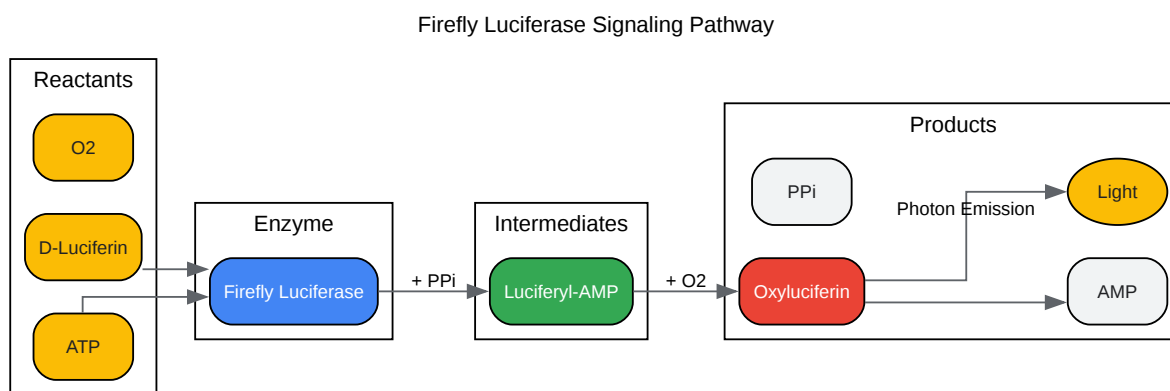 Firefly Luciferase Signaling Pathway
Reactants
O2
D-Luciferin
ATP
Enzyme
Firefly Luciferase
+ PPi
Intermediates
Luciferyl-AMP
+ O2
Products
PPi
Oxyluciferin
Photon Emission
Light
AMP